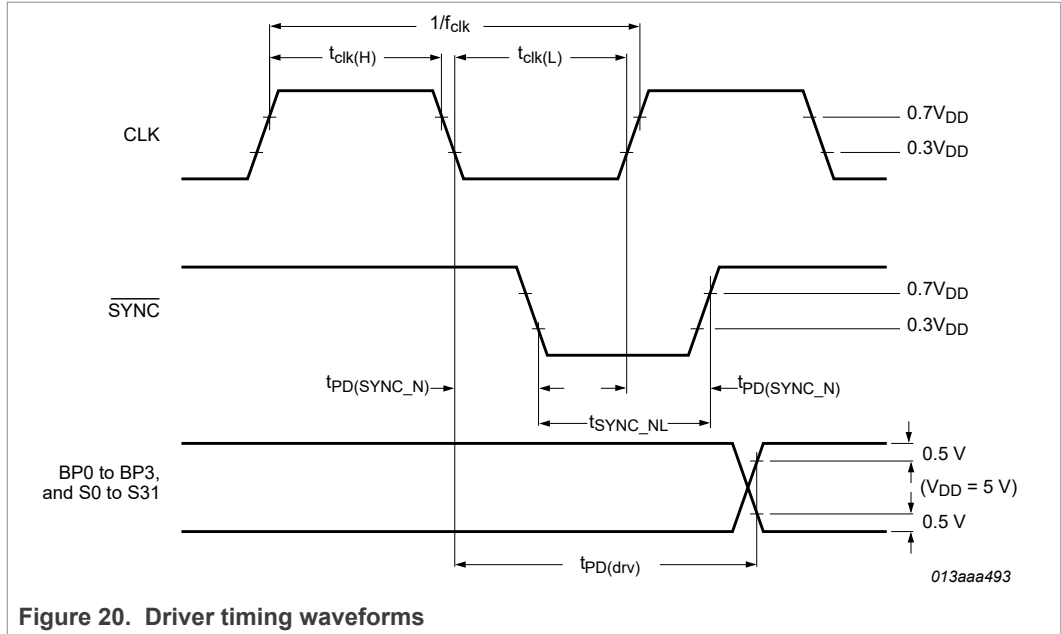 1/fclk
tclk(H) tclk(L)
CLK
0.7VDD
0.3VDD
SYNC
0.7VDD
0.3VDD
tPD(SYNC_N) tPD(SYNC_N)
tSYNC_NL
BP0 to BP3,
and S0 to S31
0.5 V
(VDD = 5 V)
0.5 V
tPD(drv)
013aaa493
Figure 20. Driver timing waveforms